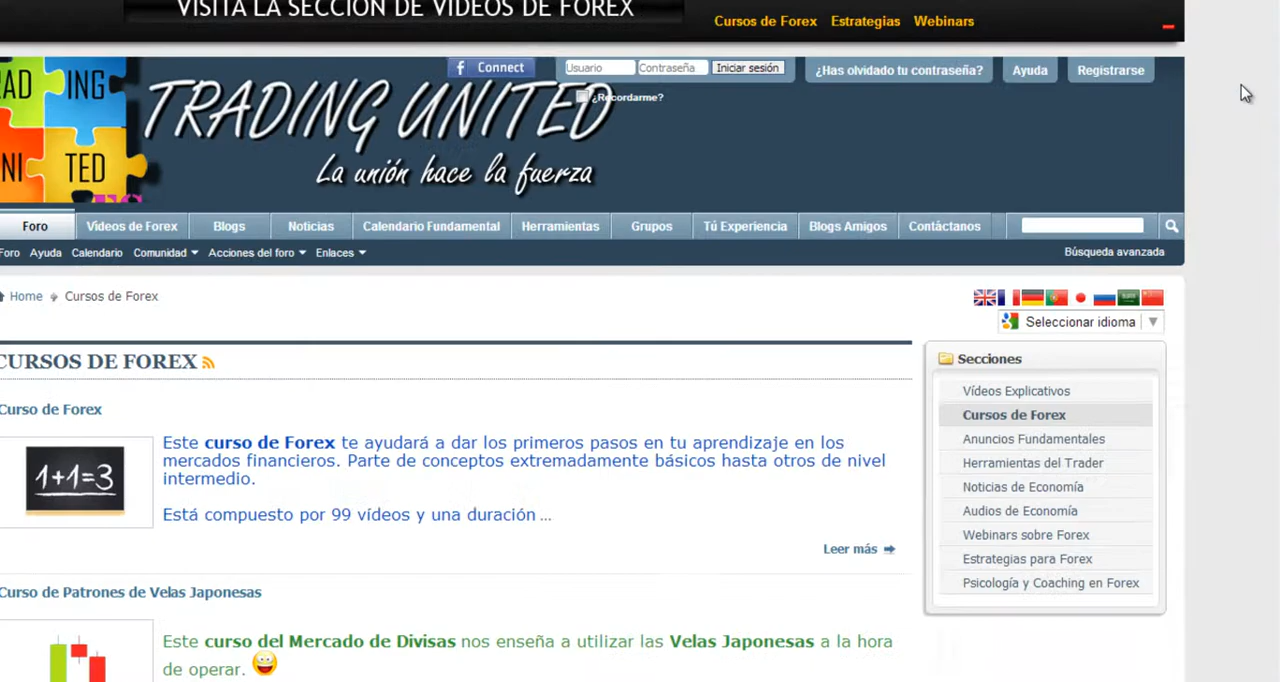 VISITA LA SECCIÓN DE VÍDEOS DE FOREX
Cursos de Forex Estrategias Webinars
f Connect Usuario Contraseña Iniciar sesión ¿Has olvidado tu contraseña? Ayuda Registrarse
¿Recordarme?
AD ING
TRADING UNITED
NI TED
La unión hace la fuerza
Foro Vídeos de Forex Blogs Noticias Calendario Fundamental Herramientas Grupos Tú Experiencia Blogs Amigos Contáctanos
Foro Ayuda Calendario Comunidad Acciones del foro Enlaces Búsqueda avanzada
Home Cursos de Forex
Seleccionar idioma
CURSOS DE FOREX
Curso de Forex
1+1=3
Este curso de Forex te ayudará a dar los primeros pasos en tu aprendizaje en los
mercados financieros. Parte de conceptos extremadamente básicos hasta otros de nivel
intermedio.
Está compuesto por 99 vídeos y una duración ...
Leer más
Curso de Patrones de Velas Japonesas
Este curso del Mercado de Divisas nos enseña a utilizar las Velas Japonesas a la hora
de operar.
Secciones
Vídeos Explicativos
Cursos de Forex
Anuncios Fundamentales
Herramientas del Trader
Noticias de Economía
Audios de Economía
Webinars sobre Forex
Estrategias para Forex
Psicología y Coaching en Forex